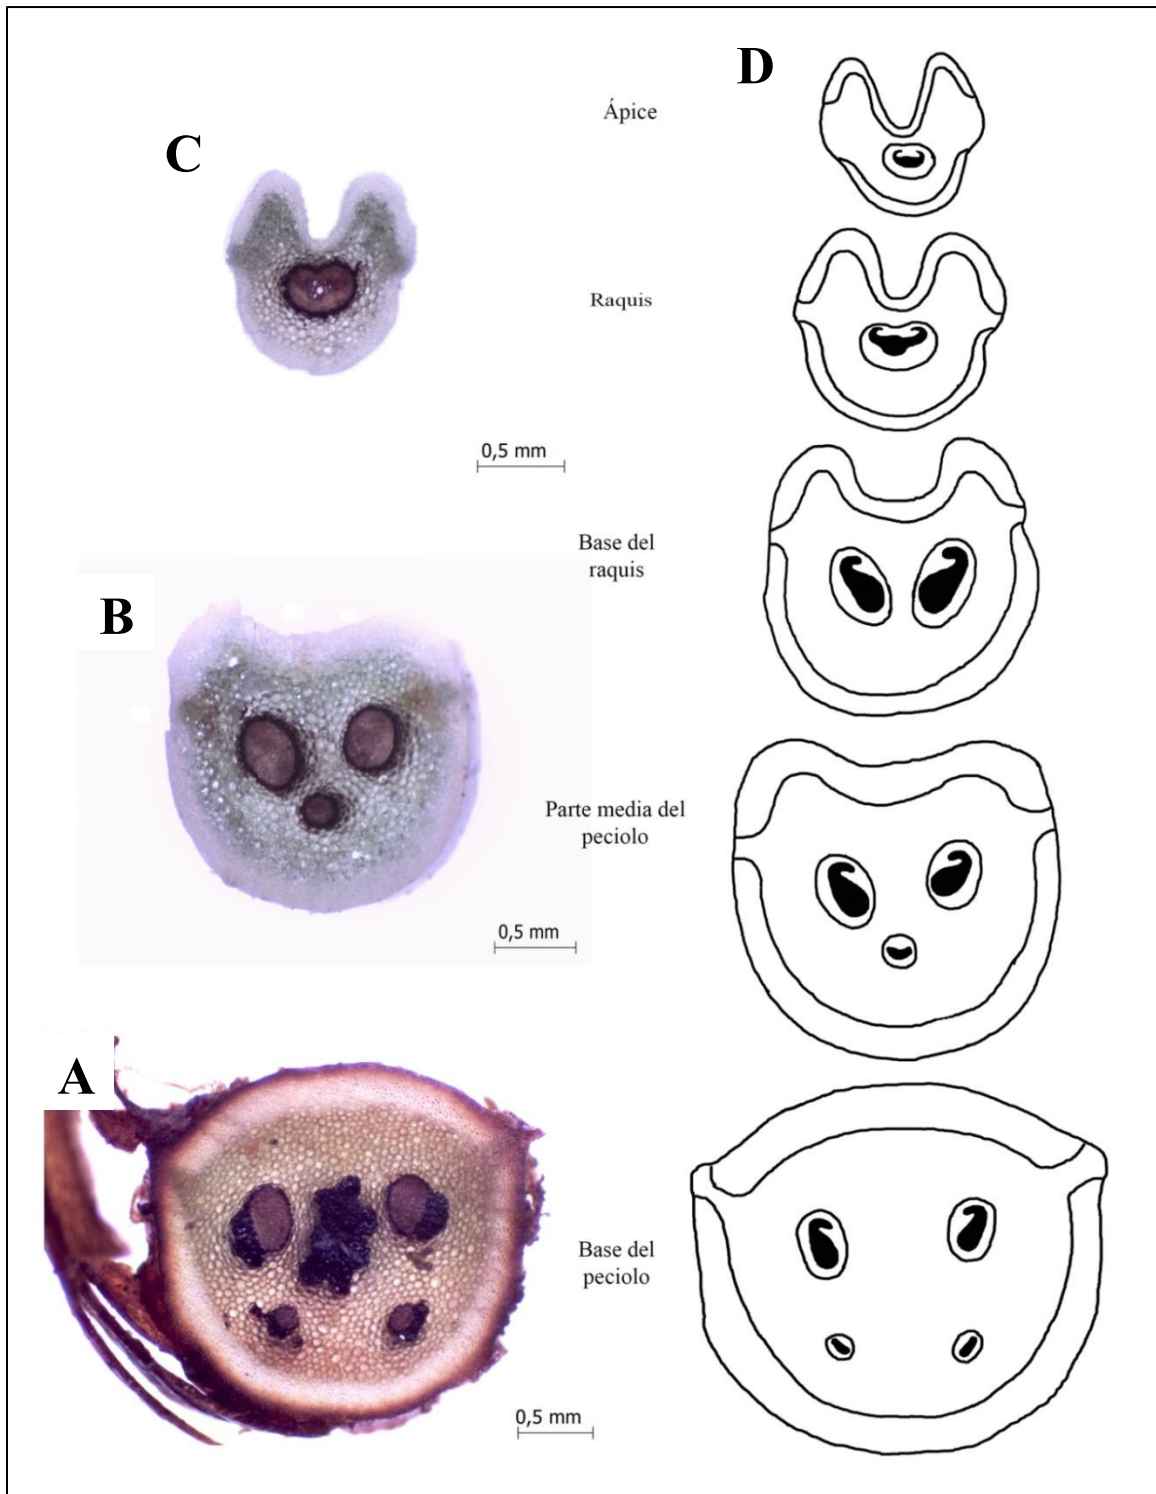 D
Ápice
C
Raquis
0,5 mm
Base del
raquis
B
Parte media del
peciolo
0,5 mm
A
Base del
peciolo
0,5 mm